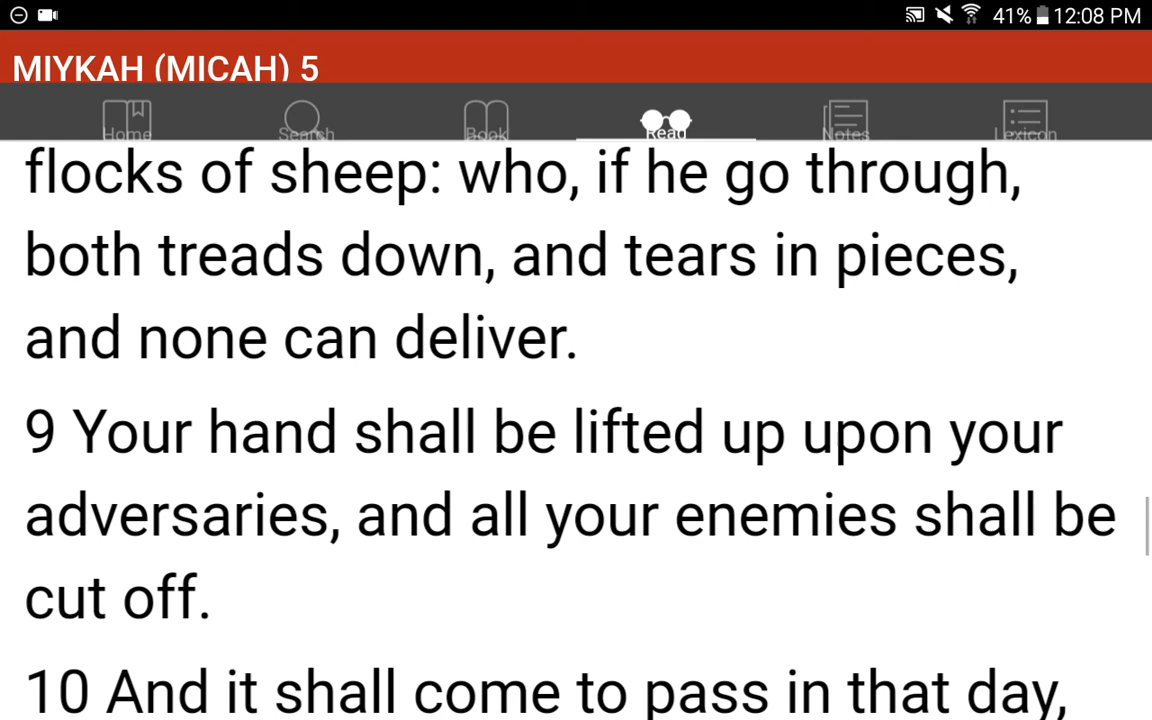 41% 12:08 PM
MIYKAH (MICAH) 5
Home Search Book Read Notes Lexicon
flocks of sheep: who, if he go through,
both treads down, and tears in pieces,
and none can deliver.
9 Your hand shall be lifted up upon your
adversaries, and all your enemies shall be
cut off.
10 And it shall come to pass in that day,